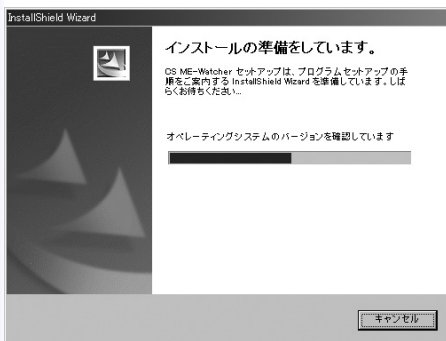 InstallShield Wizard
インストールの準備をしています。
CS ME-Watcher セットアップは、プログラムセットアップの手
順をご案内する InstallShield Wizard を準備しています。しば
らくお待ちください...
オペレーティングシステムのバージョンを確認しています
キャンセル